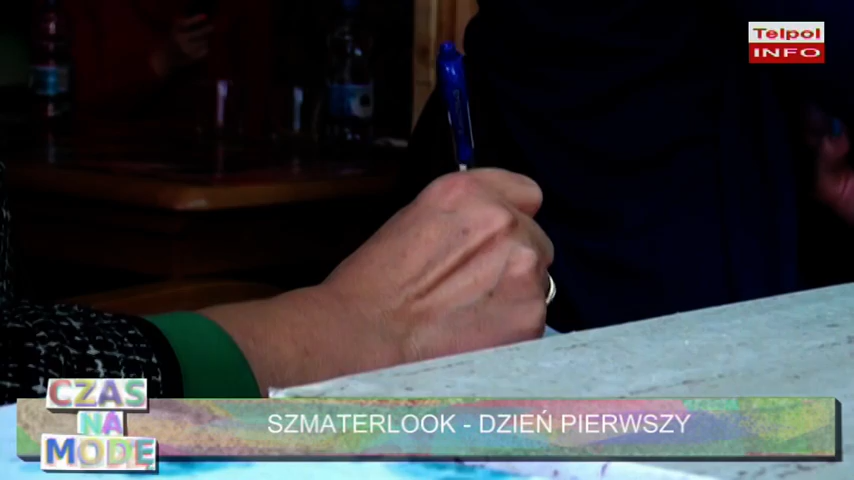 Telpol
INFO
CZAS
NA
MODĘ
SZMATERLOOK - DZIEŃ PIERWSZY